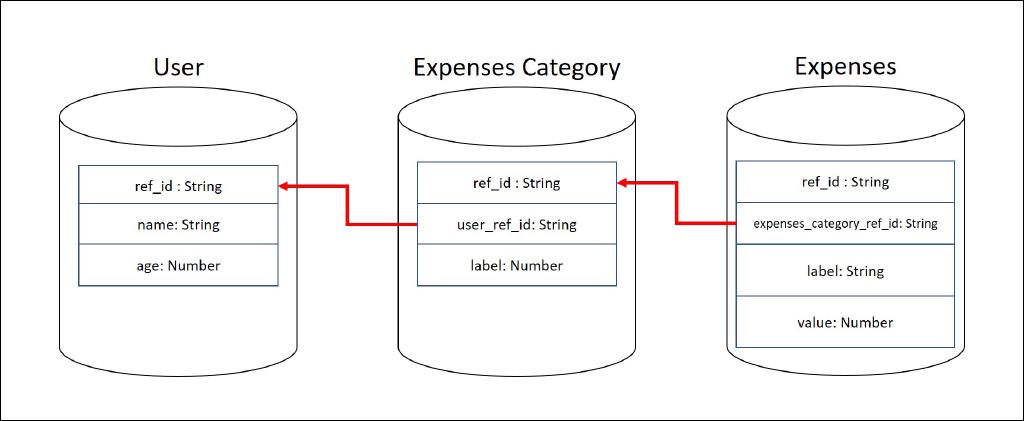 User
ref_id : String
name: String
age: Number
Expenses Category
ref_id : String
user_ref_id: String
label: Number
Expenses
ref_id : String
expenses_category_ref_id: String
label: String
value: Number